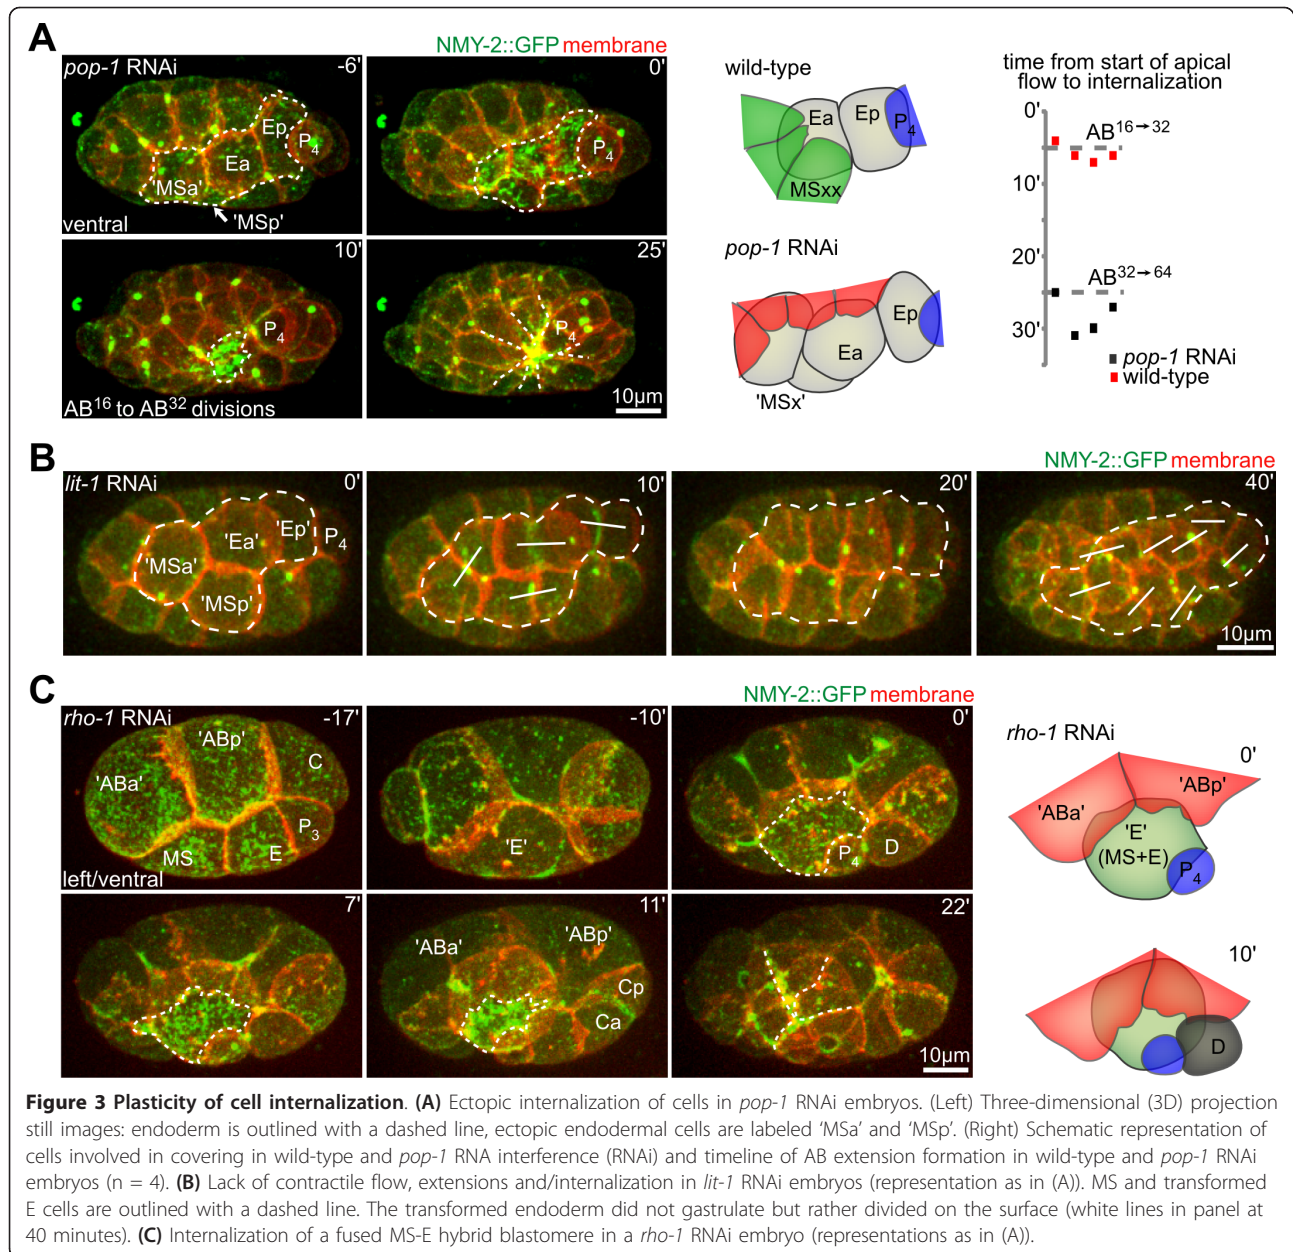 A
NMY-2::GFP membrane
pop-1 RNAi
-6'
Ep
P4
Ea
'MSa'
'MSp'
ventral
0'
P4
10'
P4
AB16 to AB32 divisions
25'
P4
10µm
wild-type
Ea
Ep
P4
MSxx
pop-1 RNAi
Ep
Ea
'MSx'
time from start of apical
flow to internalization
0'
AB16→32
10'
20'
AB32→64
30'
pop-1 RNAi
wild-type
B
NMY-2::GFP membrane
lit-1 RNAi
0'
'Ea'
'Ep'
P4
'MSa'
'MSp'
10'
20'
40'
10µm
C
NMY-2::GFP membrane
rho-1 RNAi
-17'
'ABp'
C
'ABa'
P3
MS
E
left/ventral
-10'
'E'
0'
P4
D
7'
11'
'ABa'
'ABp'
Cp
Ca
22'
10µm
rho-1 RNAi
0'
'ABp'
'ABa'
'E'
(MS+E)
P4
10'
D
Figure 3 Plasticity of cell internalization. (A) Ectopic internalization of cells in pop-1 RNAi embryos. (Left) Three-dimensional (3D) projection
still images: endoderm is outlined with a dashed line, ectopic endodermal cells are labeled ‘MSa’ and ‘MSp’. (Right) Schematic representation of
cells involved in covering in wild-type and pop-1 RNA interference (RNAi) and timeline of AB extension formation in wild-type and pop-1 RNAi
embryos (n = 4). (B) Lack of contractile flow, extensions and/internalization in lit-1 RNAi embryos (representation as in (A)). MS and transformed
E cells are outlined with a dashed line. The transformed endoderm did not gastrulate but rather divided on the surface (white lines in panel at
40 minutes). (C) Internalization of a fused MS-E hybrid blastomere in a rho-1 RNAi embryo (representations as in (A)).